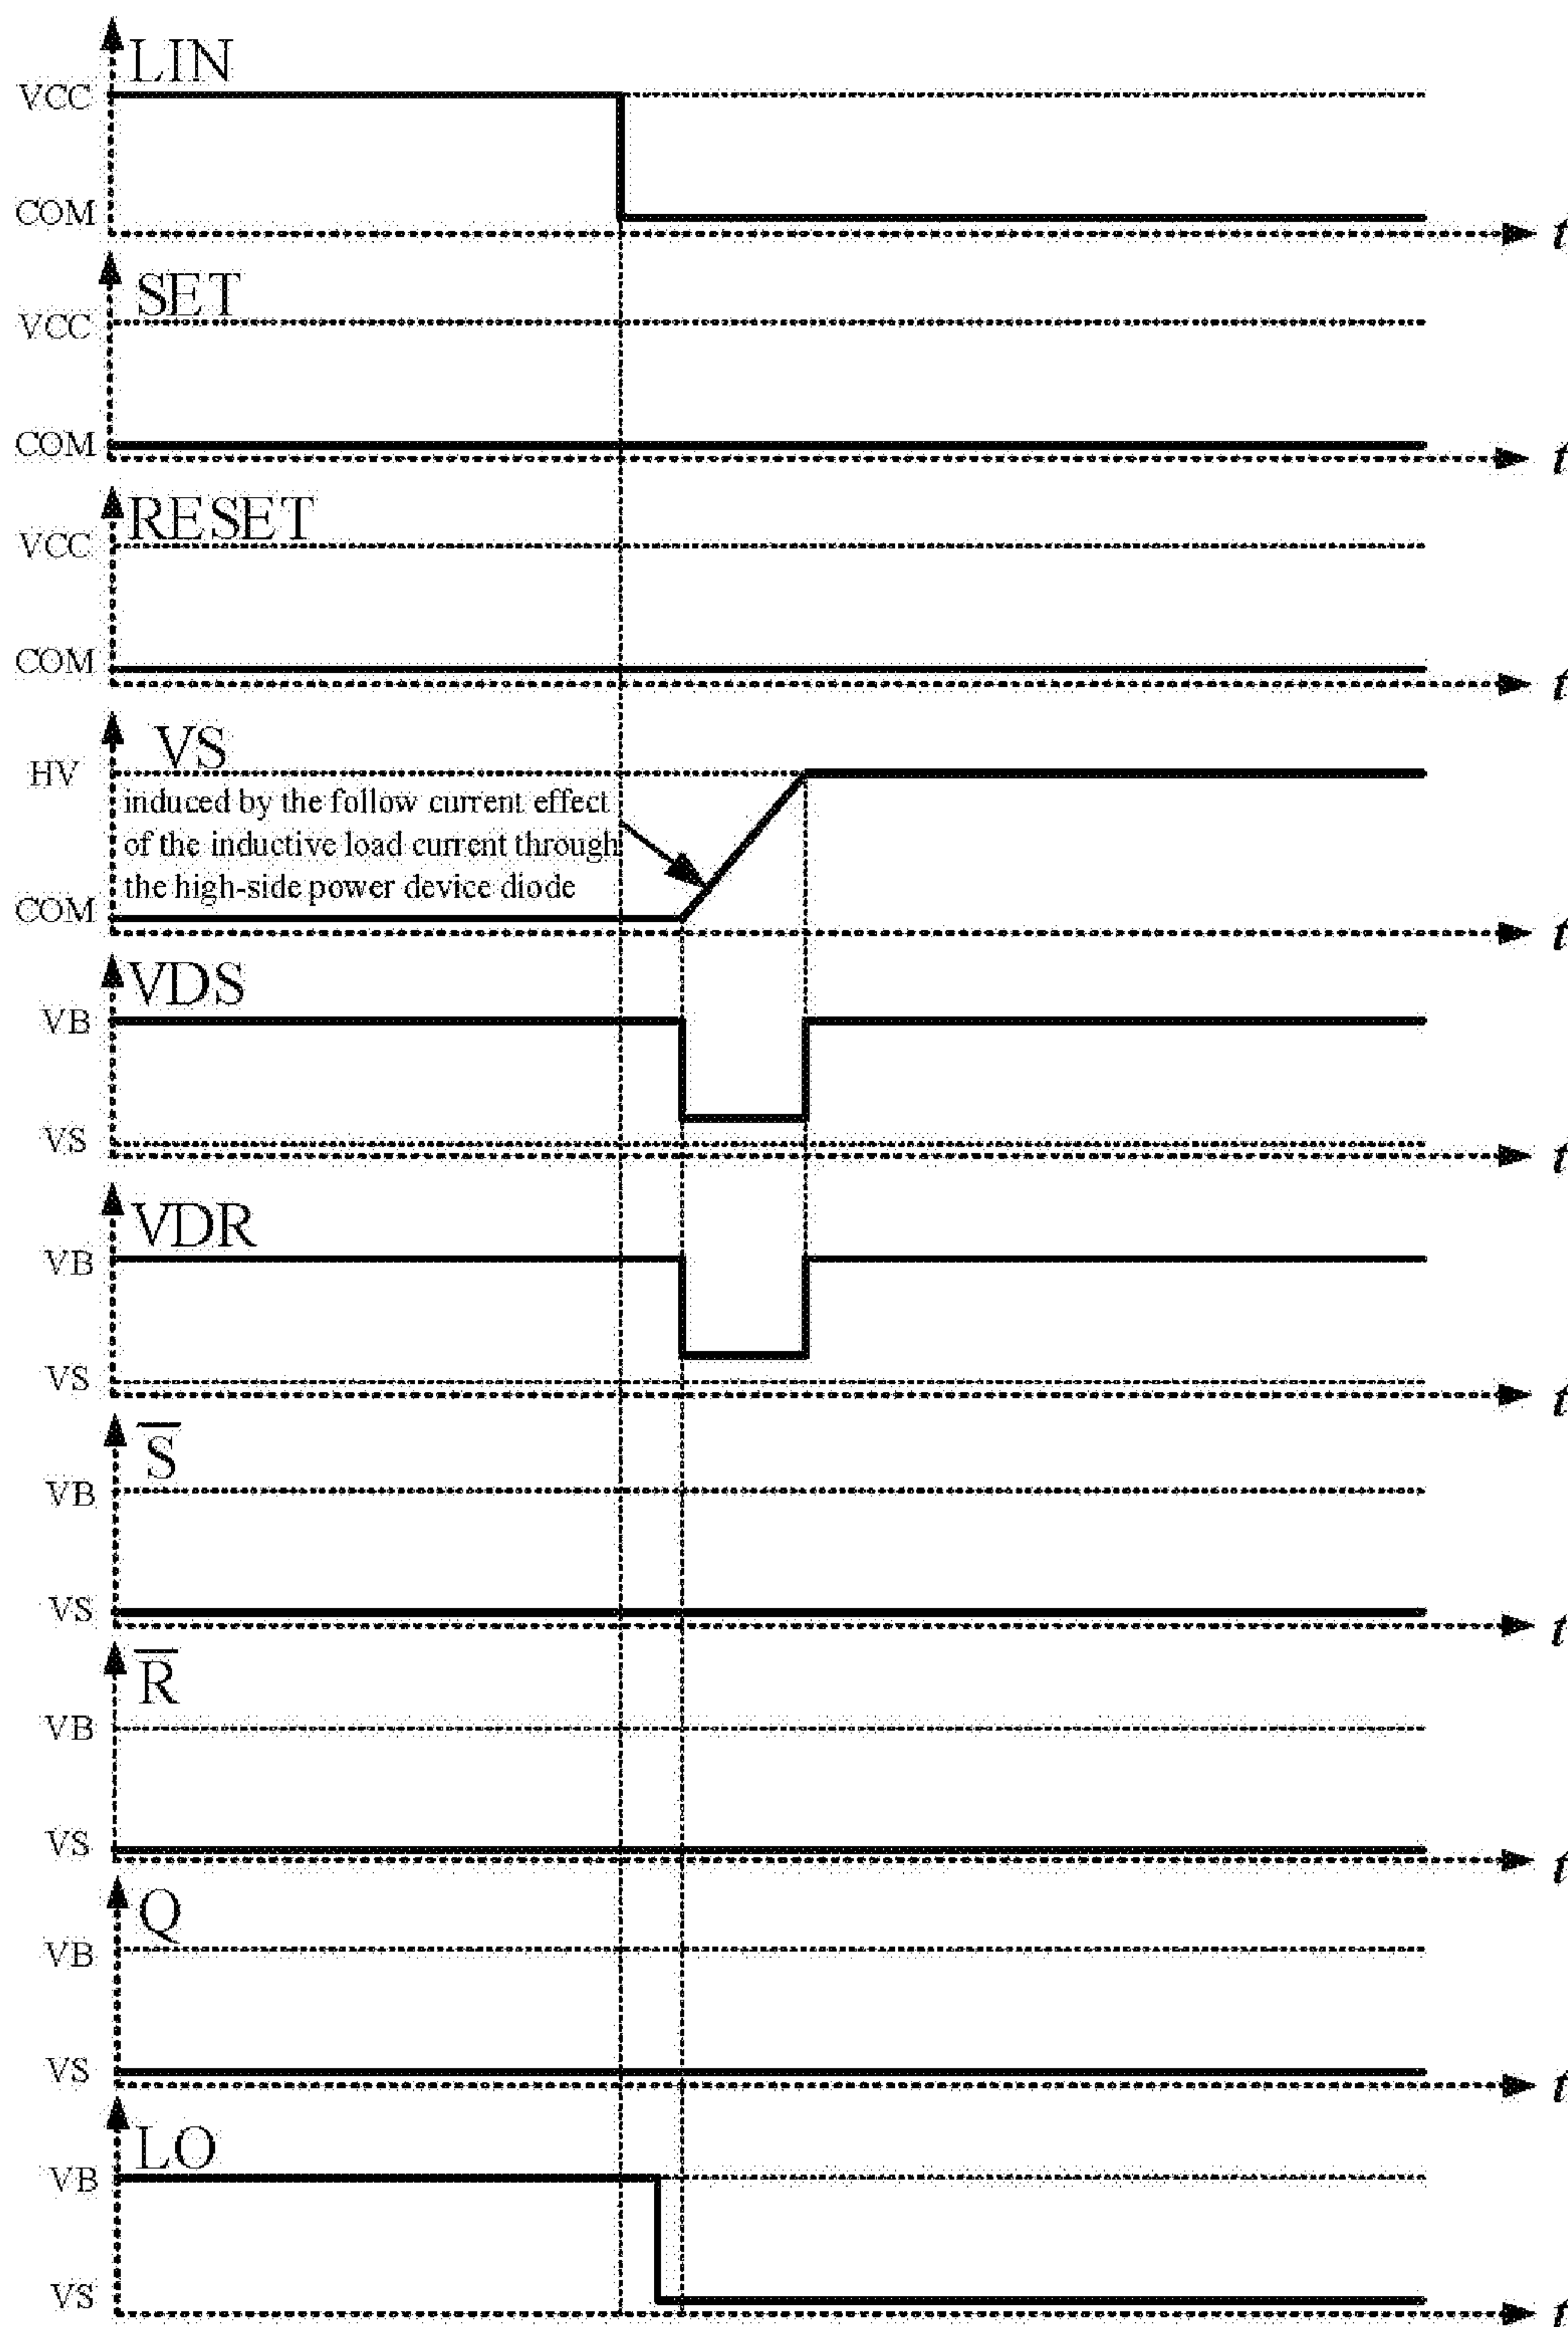 LIN
VCC
COM
t
SET
VCC
COM
t
RESET
VCC
COM
t
VS
HV
induced by the follow current effect
of the inductive load current through
the high-side power device diode
COM
t
VDS
VB
VS
t
VDR
VB
VS
t
S̅
VB
VS
t
R̅
VB
VS
t
Q
VB
VS
t
LO
VB
VS
t